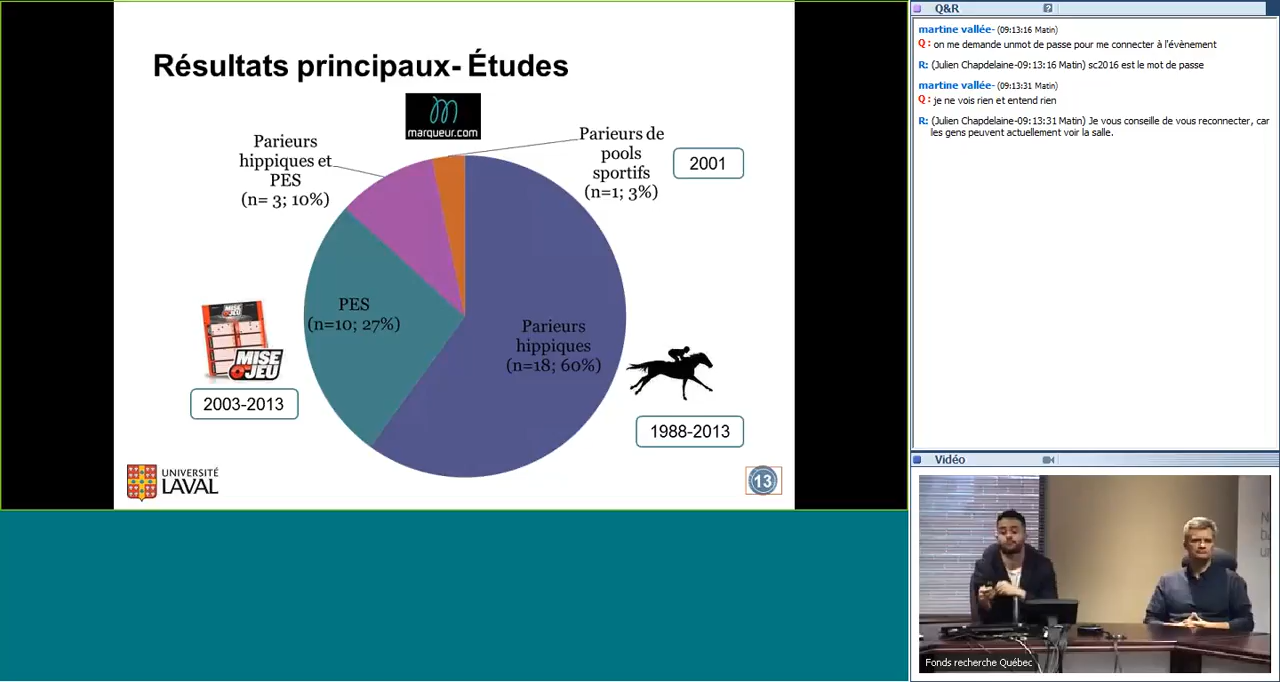 Résultats principaux- Études
marqueur.com
Parieurs
hippiques et
PES
(n= 3; 10%)
Parieurs de
pools
sportifs
(n=1; 3%)
2001
PES
(n=10; 27%)
Parieurs
hippiques
(n=18; 60%)
MISE
O JEU
MISE
O JEU
2003-2013
1988-2013
UNIVERSITÉ
LAVAL
13
Q&R
martine vallée- (09:13:16 Matin)
Q : on me demande unmot de passe pour me connecter à l'évènement
R: (Julien Chapdelaine-09:13:16 Matin) sc2016 est le mot de passe
martine vallée- (09:13:31 Matin)
Q : je ne vois rien et entend rien
R: (Julien Chapdelaine-09:13:31 Matin) Je vous conseille de vous reconnecter, car
les gens peuvent actuellement voir la salle.
Vidéo
Fonds recherche Québec